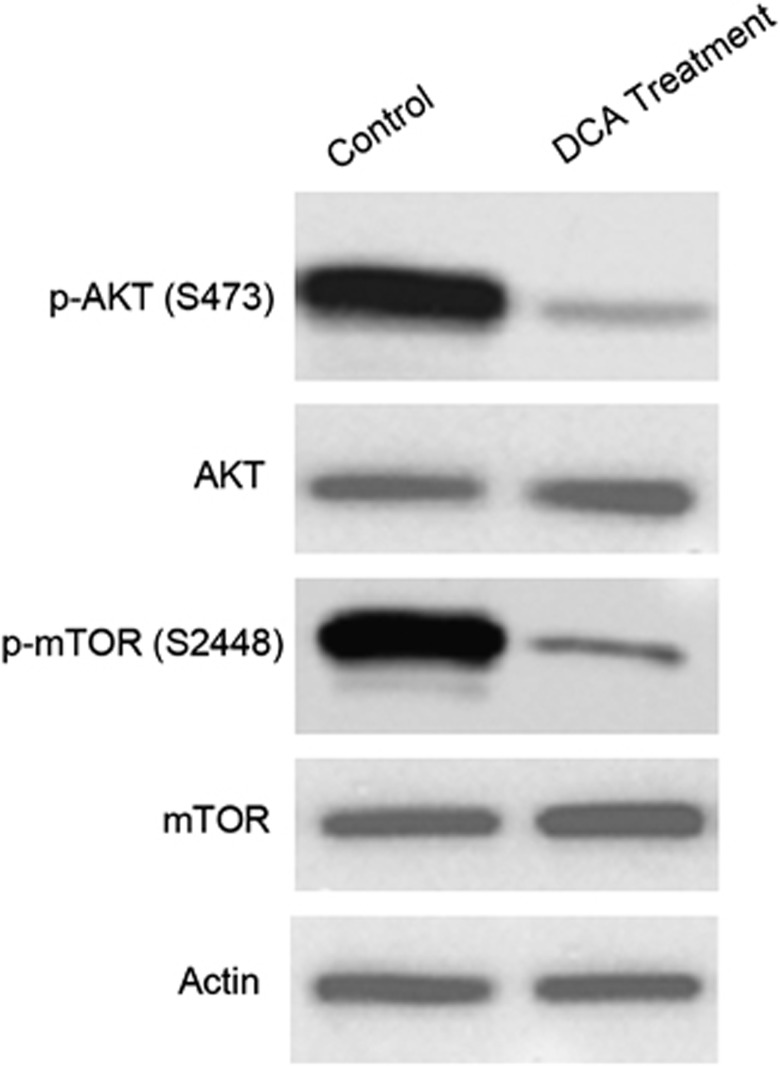 Control
DCA Treatment
p-AKT (S473)
AKT
p-mTOR (S2448)
mTOR
Actin